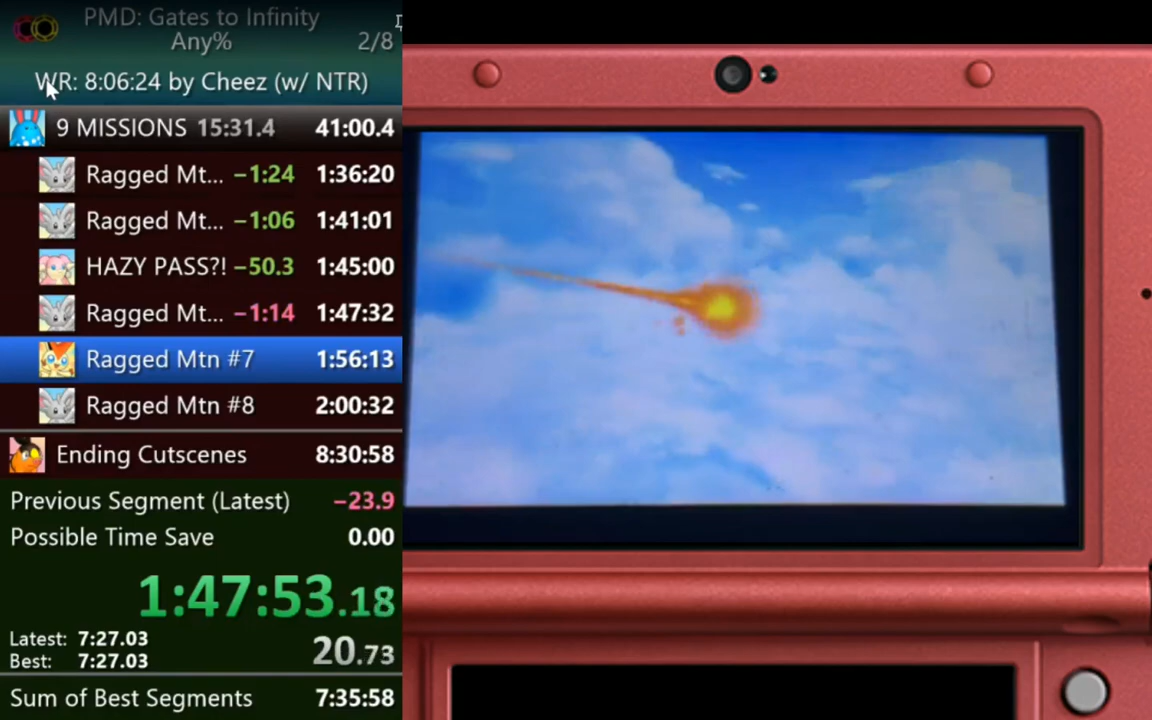 PMD: Gates to Infinity
Any% 2/8
WR: 8:06:24 by Cheez (w/ NTR)
9 MISSIONS 15:31.4 41:00.4
Ragged Mt... −1:24 1:36:20
Ragged Mt... −1:06 1:41:01
HAZY PASS?! −50.3 1:45:00
Ragged Mt... −1:14 1:47:32
Ragged Mtn #7 1:56:13
Ragged Mtn #8 2:00:32
Ending Cutscenes 8:30:58
Previous Segment (Latest) −23.9
Possible Time Save 0.00
1:47:53.18
Latest: 7:27.03
Best: 7:27.03
20.73
Sum of Best Segments 7:35:58